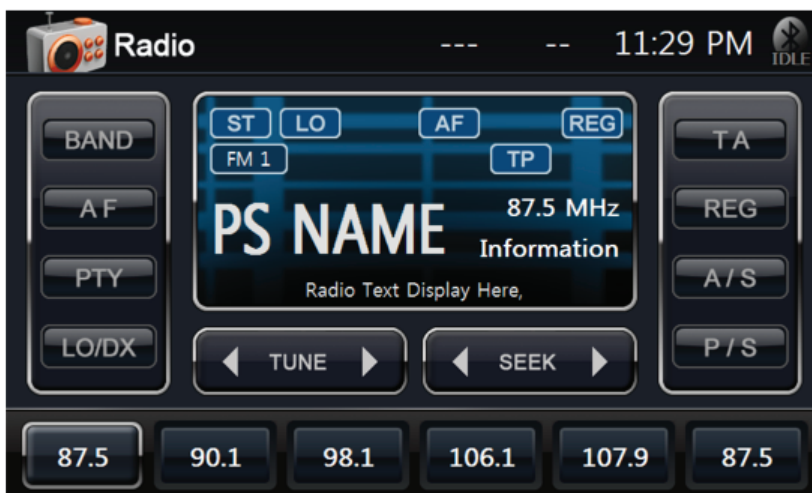 Radio --- -- 11:29 PM IDLE
BAND
AF
PTY
LO/DX
ST LO AF REG
FM 1 TP
PS NAME
87.5 MHz
Information
Radio Text Display Here,
TUNE
SEEK
TA
REG
A/S
P/S
87.5 90.1 98.1 106.1 107.9 87.5